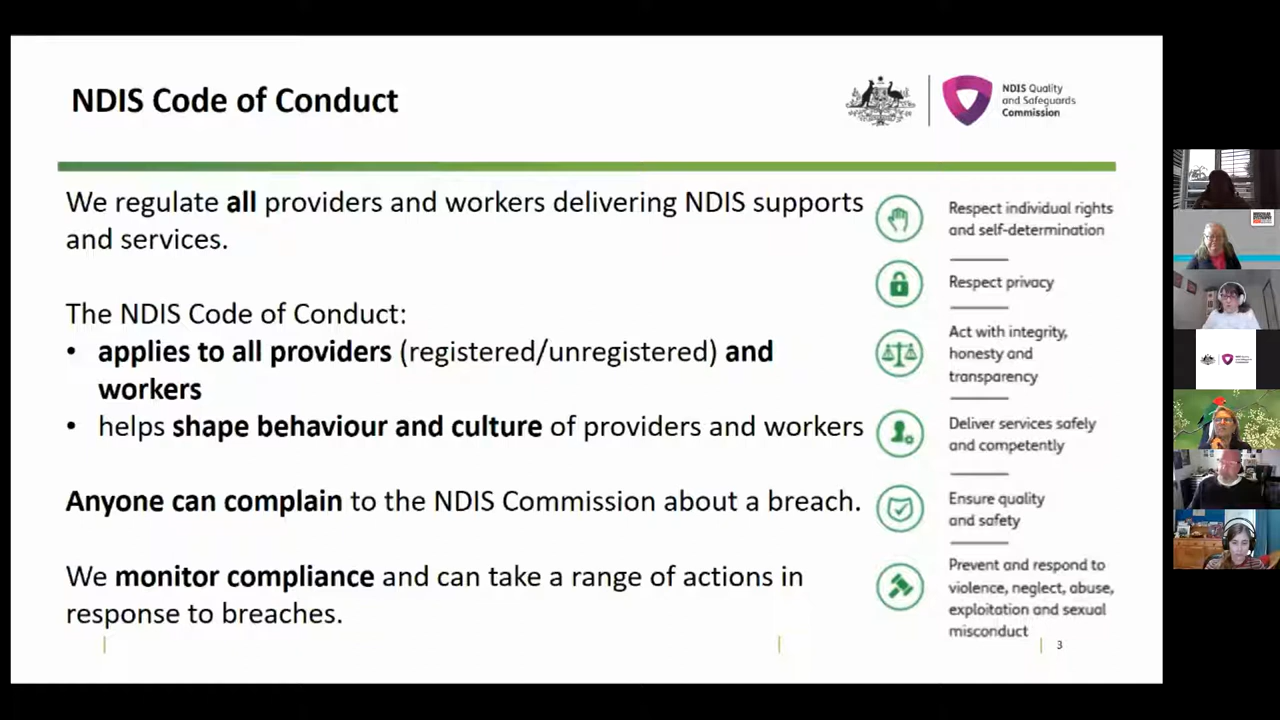 NDIS Code of Conduct
NDIS Quality
and Safeguards
Commission
We regulate all providers and workers delivering NDIS supports
and services.
The NDIS Code of Conduct:
• applies to all providers (registered/unregistered) and
workers
• helps shape behaviour and culture of providers and workers
Anyone can complain to the NDIS Commission about a breach.
We monitor compliance and can take a range of actions in
response to breaches.
Respect individual rights
and self-determination
Respect privacy
Act with integrity,
honesty and
transparency
Deliver services safely
and competently
Ensure quality
and safety
Prevent and respond to
violence, neglect, abuse,
exploitation and sexual
misconduct
3